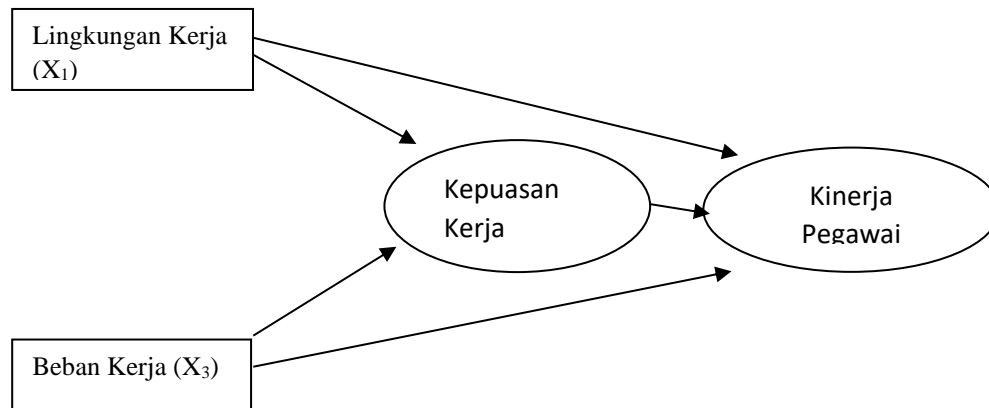 Lingkungan Kerja
(X₁)
Kepuasan
Kerja
Kinerja
Pegawai
Beban Kerja (X₃)